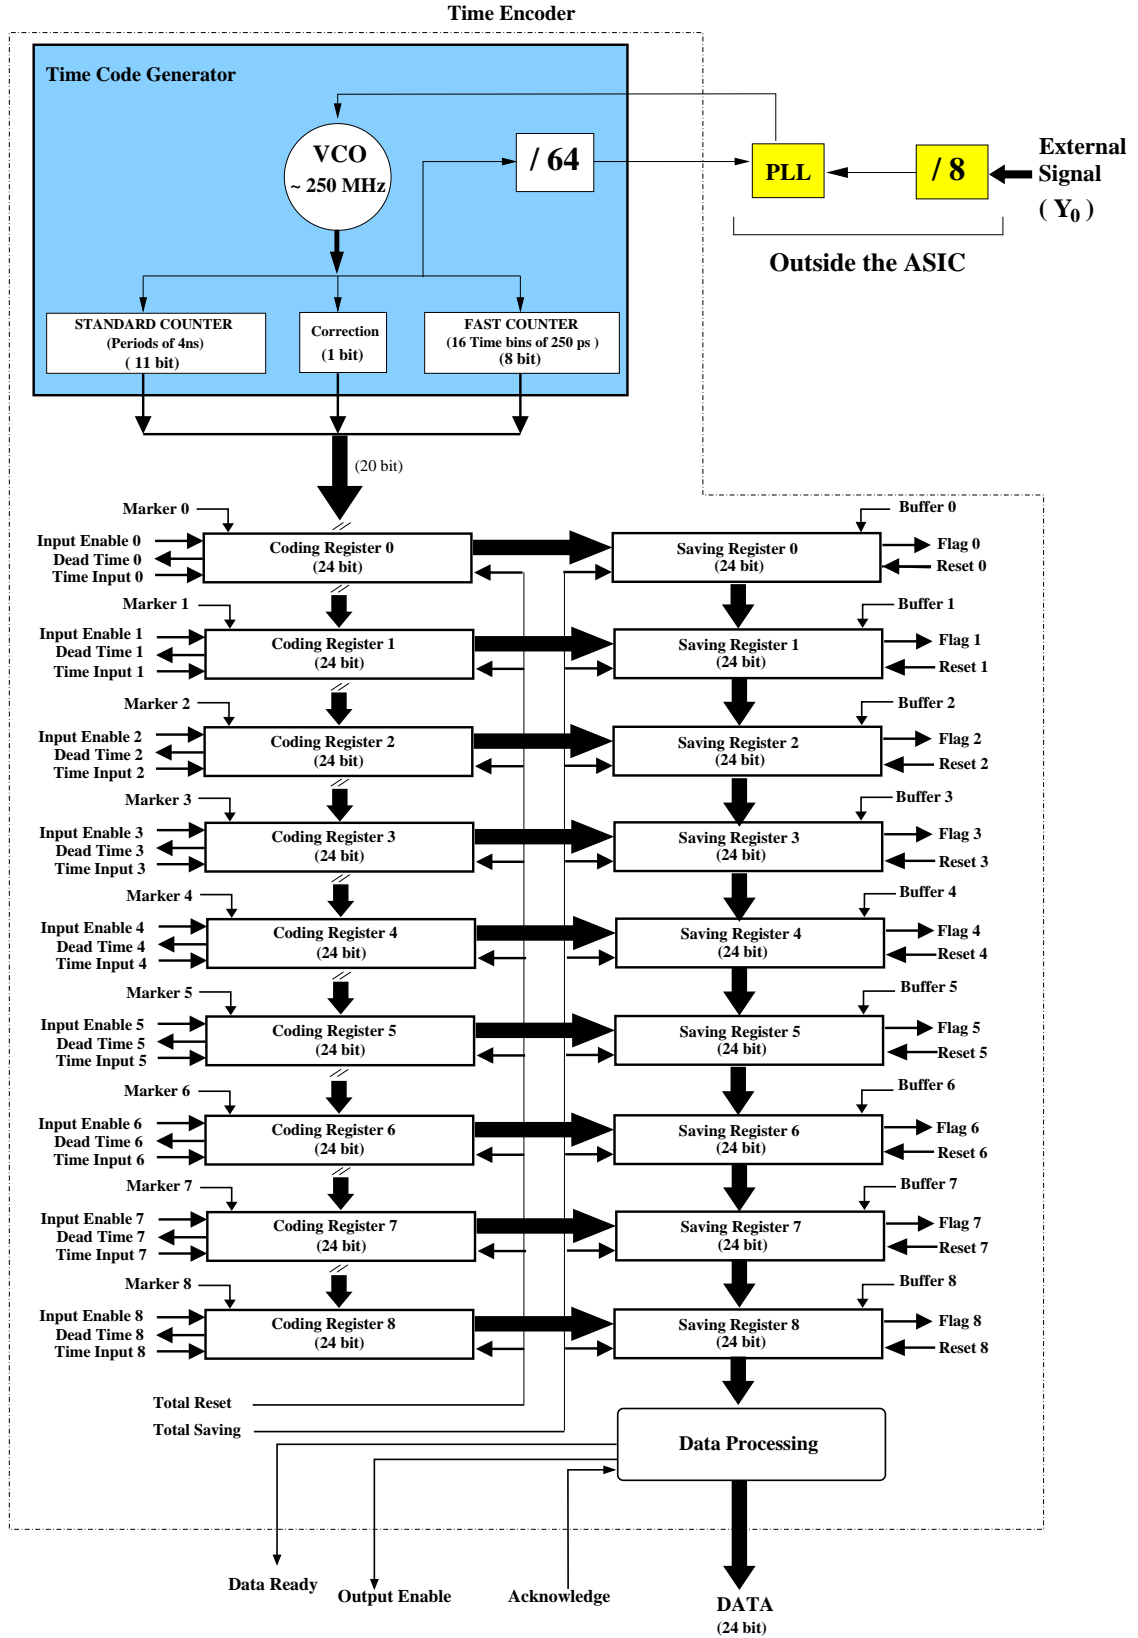 Time Encoder
Time Code Generator
VCO
~ 250 MHz
/ 64
PLL
/ 8
External
Signal
( Y0 )
Outside the ASIC
STANDARD COUNTER
(Periods of 4ns)
( 11 bit)
Correction
(1 bit)
FAST COUNTER
(16 Time bins of 250 ps )
(8 bit)
(20 bit)
Marker 0
Input Enable 0
Dead Time 0
Time Input 0
Coding Register 0
(24 bit)
Saving Register 0
(24 bit)
Buffer 0
Flag 0
Reset 0
Marker 1
Input Enable 1
Dead Time 1
Time Input 1
Coding Register 1
(24 bit)
Saving Register 1
(24 bit)
Buffer 1
Flag 1
Reset 1
Marker 2
Input Enable 2
Dead Time 2
Time Input 2
Coding Register 2
(24 bit)
Saving Register 2
(24 bit)
Buffer 2
Flag 2
Reset 2
Marker 3
Input Enable 3
Dead Time 3
Time Input 3
Coding Register 3
(24 bit)
Saving Register 3
(24 bit)
Buffer 3
Flag 3
Reset 3
Marker 4
Input Enable 4
Dead Time 4
Time Input 4
Coding Register 4
(24 bit)
Saving Register 4
(24 bit)
Buffer 4
Flag 4
Reset 4
Marker 5
Input Enable 5
Dead Time 5
Time Input 5
Coding Register 5
(24 bit)
Saving Register 5
(24 bit)
Buffer 5
Flag 5
Reset 5
Marker 6
Input Enable 6
Dead Time 6
Time Input 6
Coding Register 6
(24 bit)
Saving Register 6
(24 bit)
Buffer 6
Flag 6
Reset 6
Marker 7
Input Enable 7
Dead Time 7
Time Input 7
Coding Register 7
(24 bit)
Saving Register 7
(24 bit)
Buffer 7
Flag 7
Reset 7
Marker 8
Input Enable 8
Dead Time 8
Time Input 8
Coding Register 8
(24 bit)
Saving Register 8
(24 bit)
Buffer 8
Flag 8
Reset 8
Total Reset
Total Saving
Data Processing
Data Ready
Output Enable
Acknowledge
DATA
(24 bit)